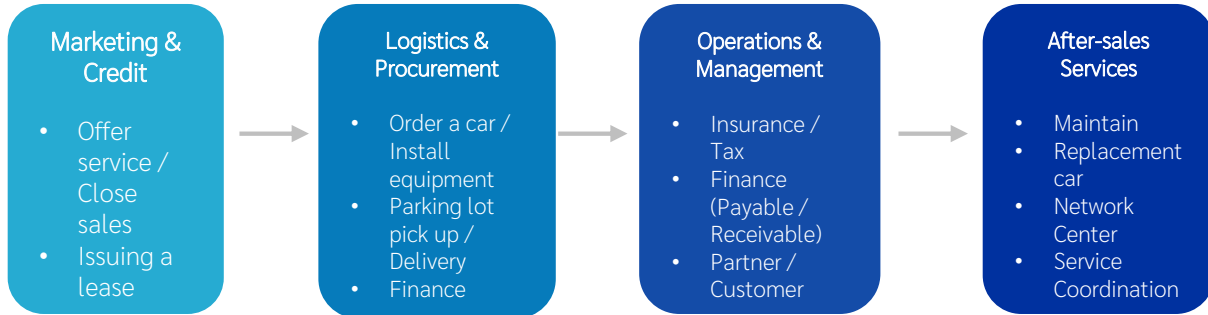 Marketing &
Credit
• Offer
service /
Close
sales
• Issuing a
lease
Logistics &
Procurement
• Order a car /
Install
equipment
• Parking lot
pick up /
Delivery
• Finance
Operations &
Management
• Insurance /
Tax
• Finance
(Payable /
Receivable)
• Partner /
Customer
After-sales
Services
• Maintain
• Replacement
car
• Network
Center
• Service
Coordination